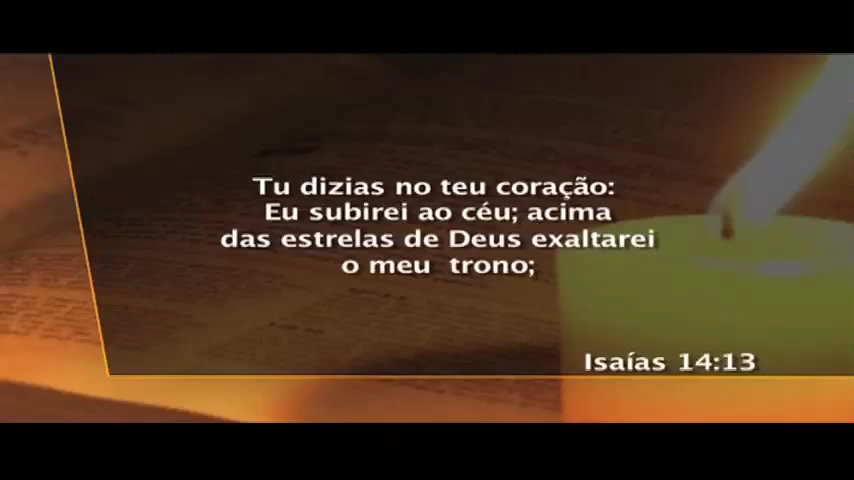 Tu dizias no teu coração:
Eu subirei ao céu; acima
das estrelas de Deus exaltarei
o meu trono;
Isaías 14:13